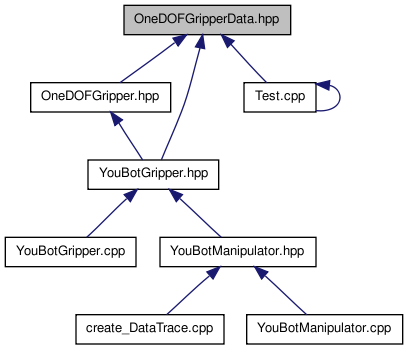 OneDOFGripperData.hpp
OneDOFGripper.hpp
Test.cpp
YouBotGripper.hpp
YouBotGripper.cpp
YouBotManipulator.hpp
create_DataTrace.cpp
YouBotManipulator.cpp